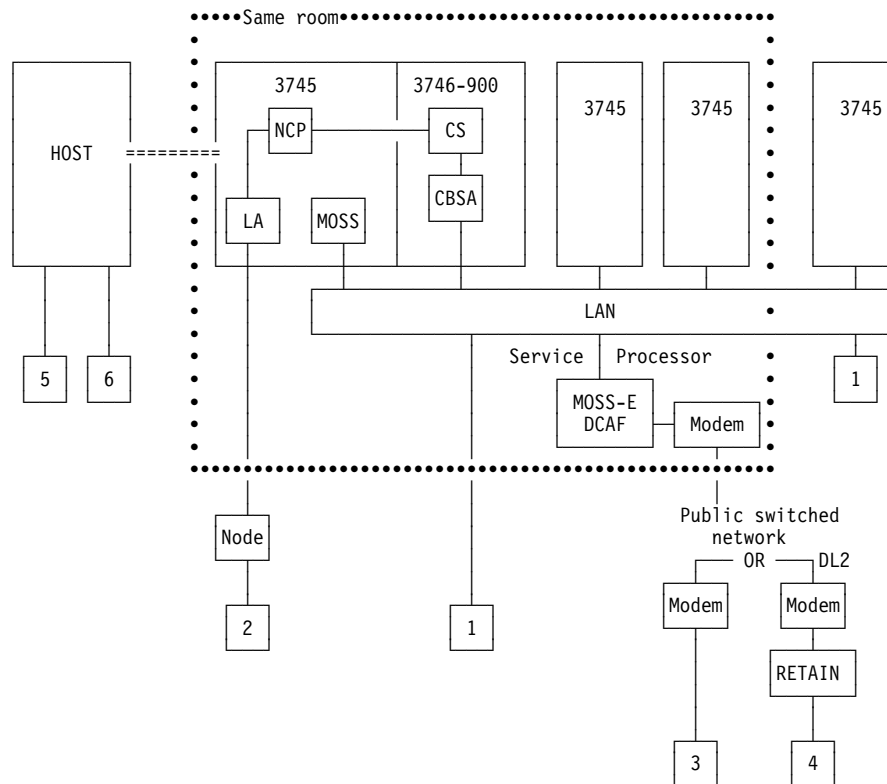 Same room
3745
3746-900
3745
3745
3745
NCP
CS
HOST
LA
MOSS
CBSA
LAN
5
6
Service
Processor
1
MOSS-E
DCAF
Modem
Node
Public switched
network
OR
DL2
Modem
Modem
2
1
RETAIN
3
4